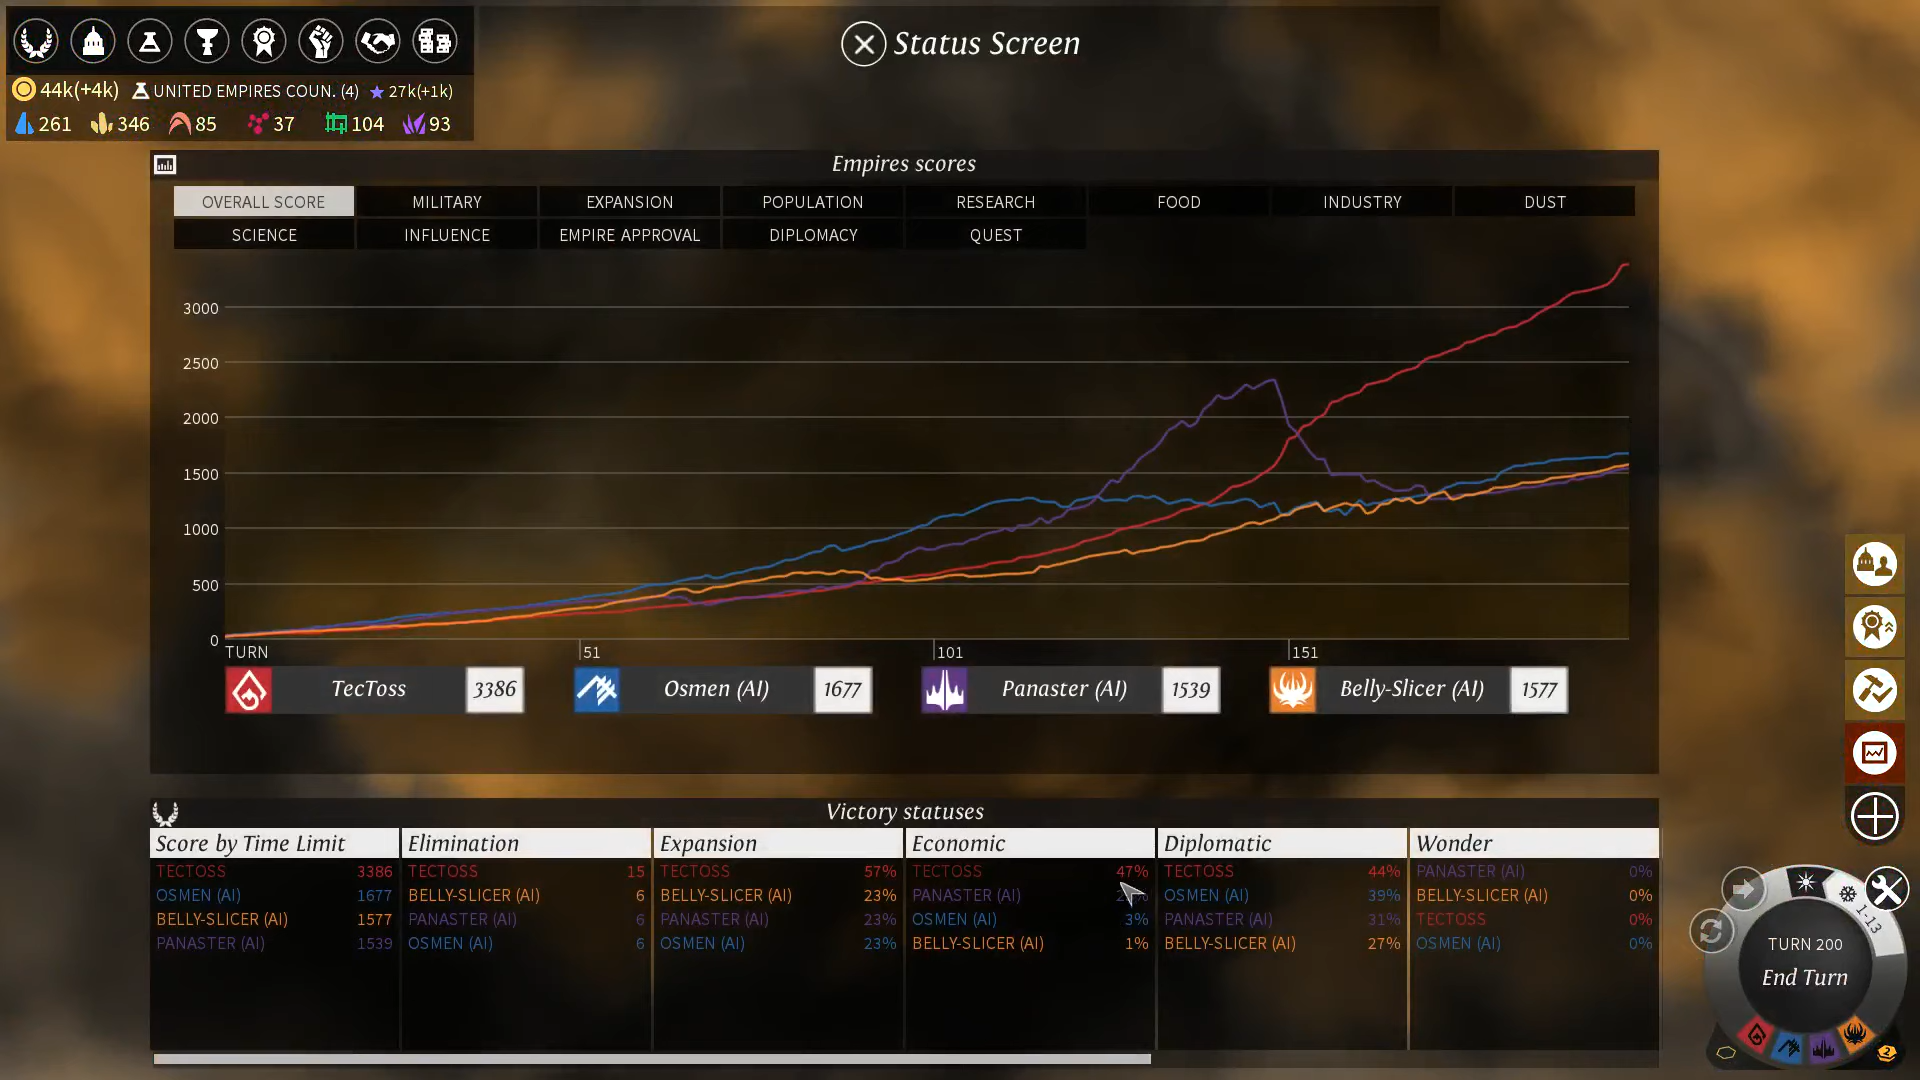 Status Screen
44k(+4k) UNITED EMPIRES COUN. (4) 27k(+1k)
261 346 85 37 104 93
Empires scores
OVERALL SCORE MILITARY EXPANSION POPULATION RESEARCH FOOD INDUSTRY DUST
SCIENCE INFLUENCE EMPIRE APPROVAL DIPLOMACY QUEST
3000
2500
2000
1500
1000
500
0
TURN 51 101 151
TecToss 3386 Osmen (AI) 1677 Panaster (AI) 1539 Belly-Slicer (AI) 1577
Victory statuses
Score by Time Limit Elimination Expansion Economic Diplomatic Wonder
TECTOSS 3386 TECTOSS 15 TECTOSS 57% TECTOSS 47% TECTOSS 44% PANASTER (AI) 0%
OSMEN (AI) 1677 BELLY-SLICER (AI) 6 BELLY-SLICER (AI) 23% PANASTER (AI) OSMEN (AI) 39% BELLY-SLICER (AI) 0%
BELLY-SLICER (AI) 1577 PANASTER (AI) 6 PANASTER (AI) 23% OSMEN (AI) 3% PANASTER (AI) 31% TECTOSS 0%
PANASTER (AI) 1539 OSMEN (AI) 6 OSMEN (AI) 23% BELLY-SLICER (AI) 1% BELLY-SLICER (AI) 27% OSMEN (AI) 0%
1-13
TURN 200
End Turn
2